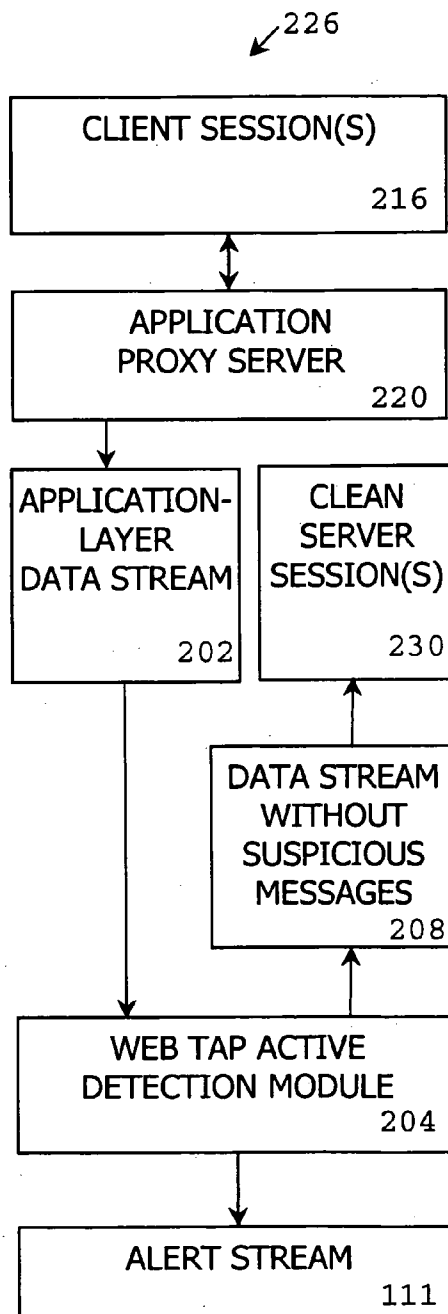 226
CLIENT SESSION(S)
216
APPLICATION
PROXY SERVER
220
APPLICATION-
LAYER
DATA STREAM
202
CLEAN
SERVER
SESSION(S)
230
DATA STREAM
WITHOUT
SUSPICIOUS
MESSAGES
208
WEB TAP ACTIVE
DETECTION MODULE
204
ALERT STREAM
111